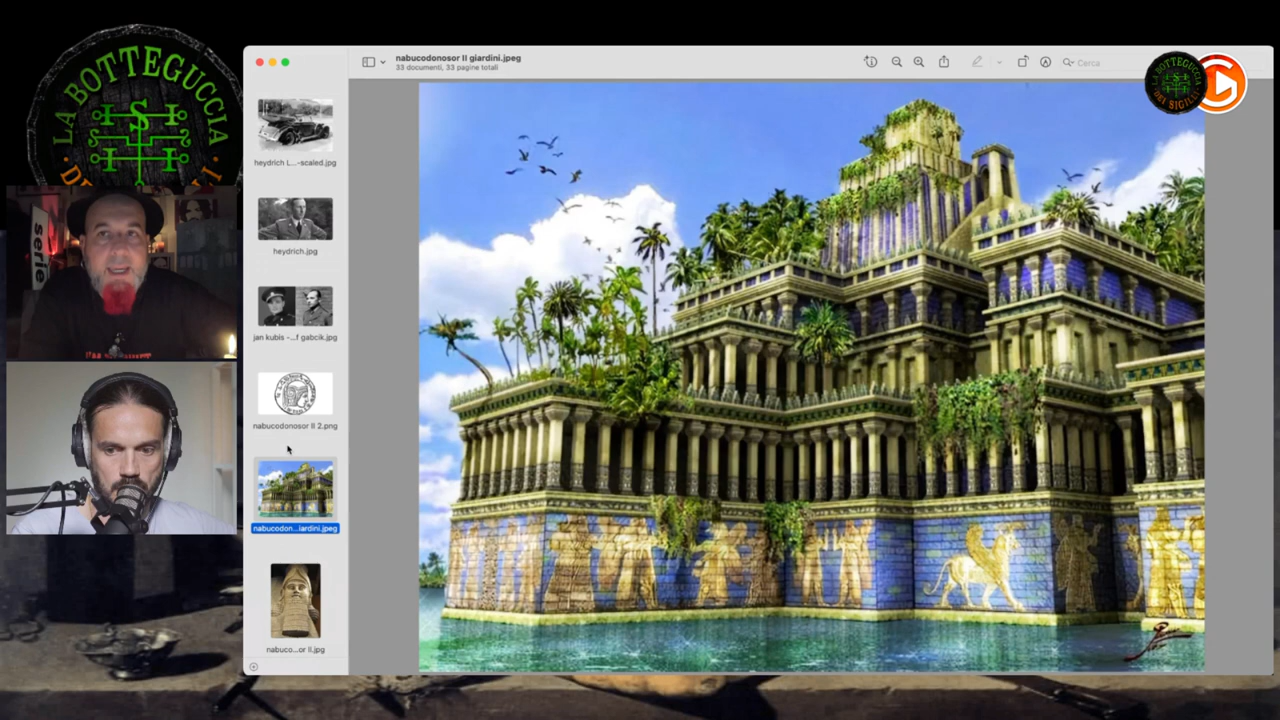 LA BOTTEGUCCIA
nabucodonosor II giardini.jpeg
33 documenti, 33 pagine totali
Cerca
LA BOTTEGUCCIA
DEI SIGILLI
heydrich L...-scaled.jpg
heydrich.jpg
jan kubis -...f gabcik.jpg
nabucodonosor II 2.png
nabucodon...iardini.jpeg
nabuco...or II.jpg
serie